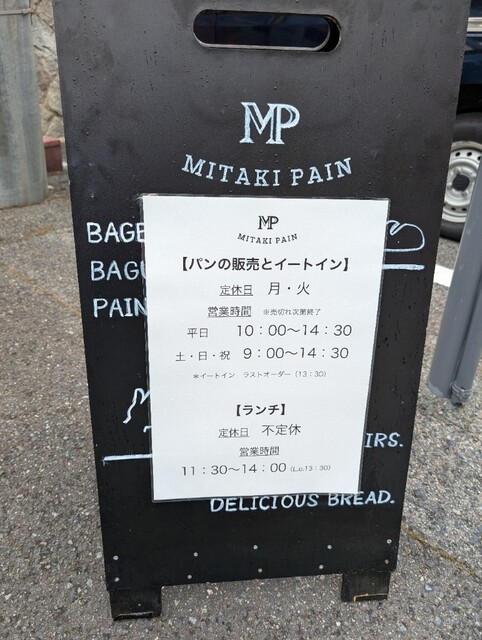 MP
MITAKI PAIN
MP
MITAKI PAIN
【パンの販売とイートイン】
定休日 月・火
営業時間 ※売切れ次第終了
平日 10：00〜14：30
土・日・祝 9：00〜14：30
※イートイン ラストオーダー（13：30）
【ランチ】
定休日 不定休
営業時間
11：30〜14：00（L.o.13：30）
DELICIOUS BREAD.